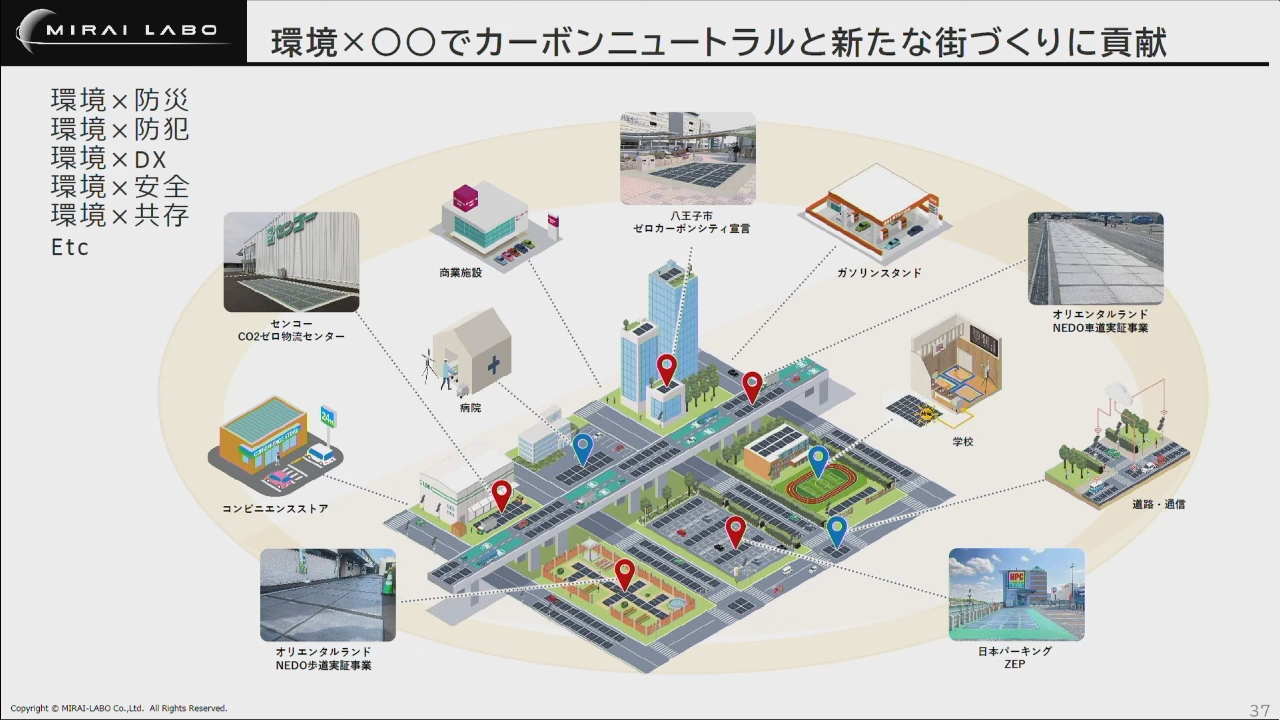 MIRAI LABO
環境×〇〇でカーボンニュートラルと新たな街づくりに貢献
環境×防災
環境×防犯
環境×DX
環境×安全
環境×共存
Etc
センコー
センコー
CO2ゼロ物流センター
商業施設
八王子市
ゼロカーボンシティ宣言
ガソリンスタンド
オリエンタルランド
NEDO車道実証事業
病院
学校
24h
コンビニエンスストア
道路・通信
オリエンタルランド
NEDO歩道実証事業
NPC
日本パーキング
ZEP
Copyright © MIRAI-LABO Co.,Ltd. All Rights Reserved.
37